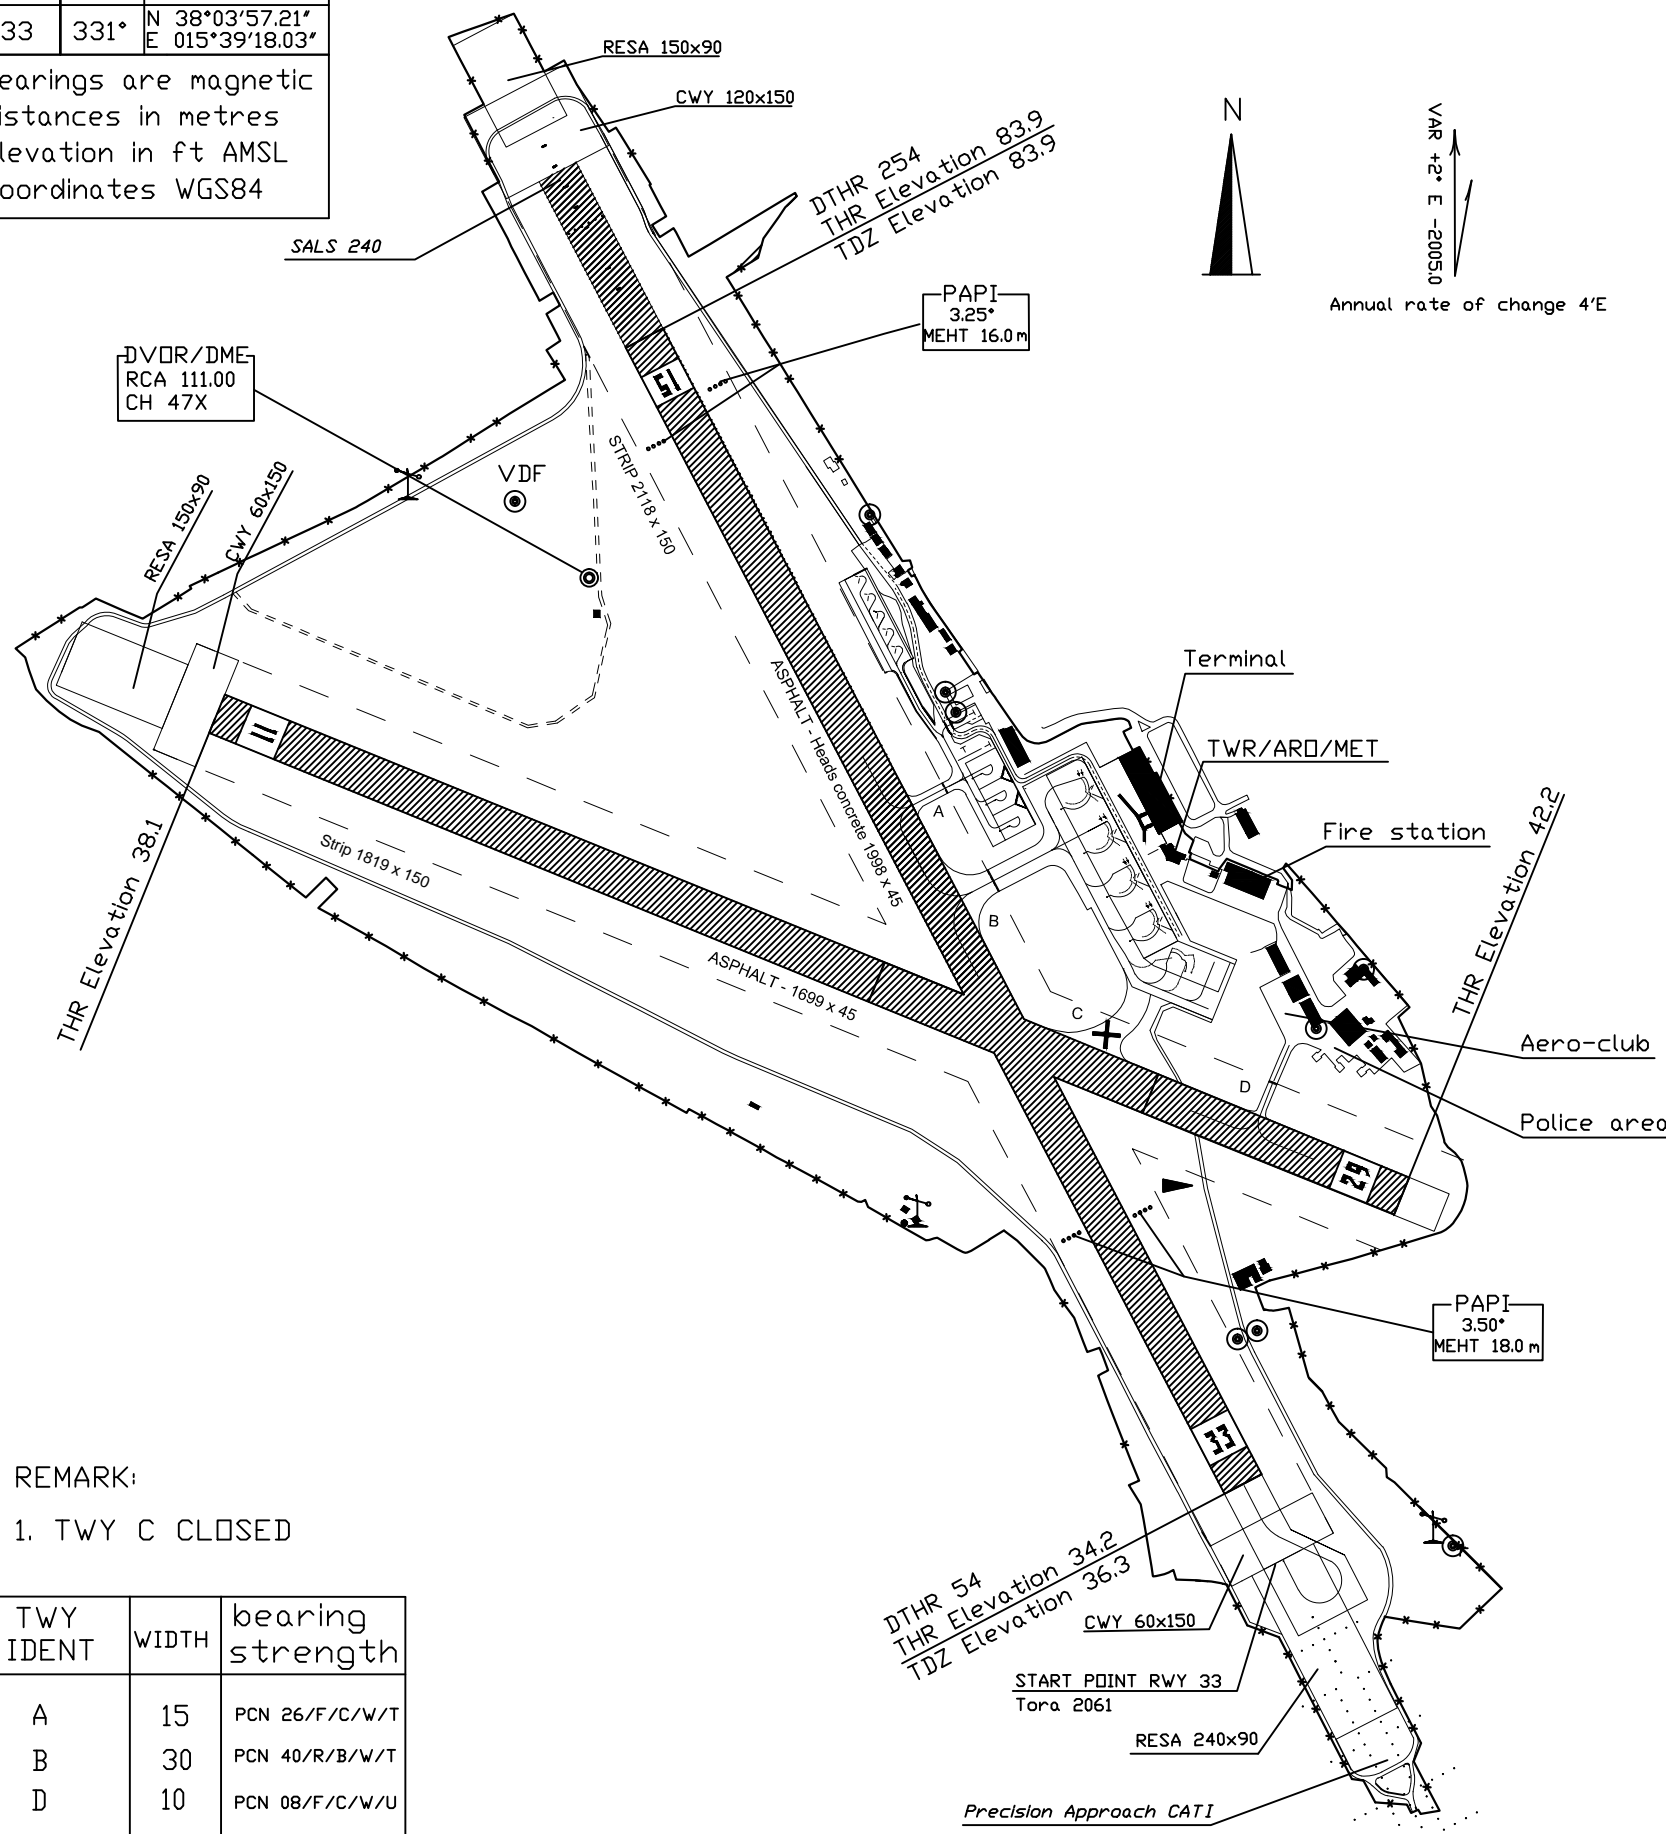 33 331° N 38°03'57.21"
E 015°39'18.03"
earings are magnetic
istances in metres
levation in ft AMSL
oordinates WGS84
RESA 150x90
CWY 120x150
SALS 240
DTHR 254
THR Elevation 83.9
TDZ Elevation 83.9
N
VAR +2° E -2005.0
Annual rate of change 4'E
PAPI
3.25°
MEHT 16.0 m
DVOR/DME
RCA 111.00
CH 47X
VDF
RESA 150x90
CWY 60x150
15
STRIP 2118 x 150
ASPHALT - Heads concrete 1998 x 45
11
THR Elevation 38.1
Strip 1819 x 150
ASPHALT - 1699 x 45
Terminal
TWR/ARO/MET
Fire station
THR Elevation 42.2
A
B
C
D
Aero-club
Police area
29
PAPI
3.50°
MEHT 18.0 m
33
DTHR 54
THR Elevation 34.2
TDZ Elevation 36.3
CWY 60x150
START POINT RWY 33
Tora 2061
RESA 240x90
Precision Approach CATI
REMARK:
1. TWY C CLOSED
TWY IDENT WIDTH bearing strength
A 15 PCN 26/F/C/W/T
B 30 PCN 40/R/B/W/T
D 10 PCN 08/F/C/W/U